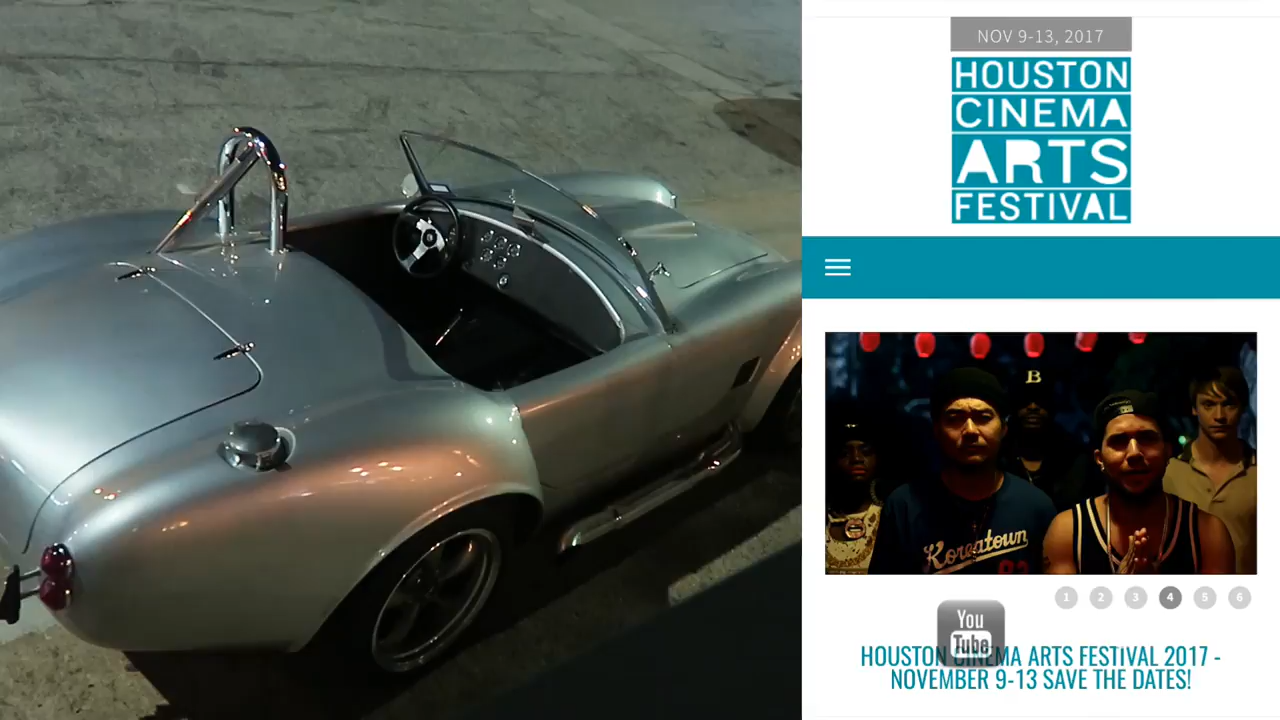 NOV 9-13, 2017
HOUSTON
CINEMA
ARTS
FESTIVAL
B
Koreatown
1 2 3 4 5 6
You
Tube
HOUSTON CINEMA ARTS FESTIVAL 2017 -
NOVEMBER 9-13 SAVE THE DATES!